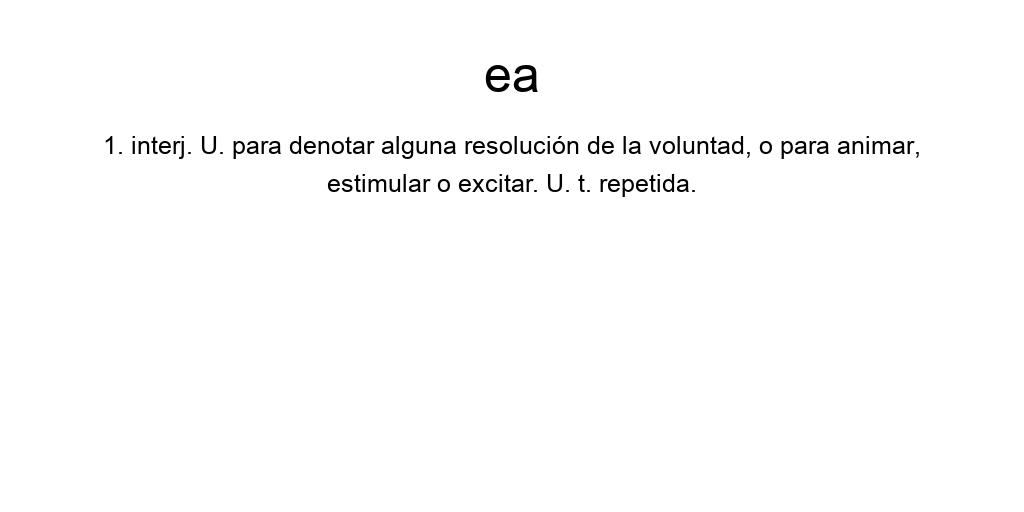 ea
1. interj. U. para denotar alguna resolución de la voluntad, o para animar,
estimular o excitar. U. t. repetida.